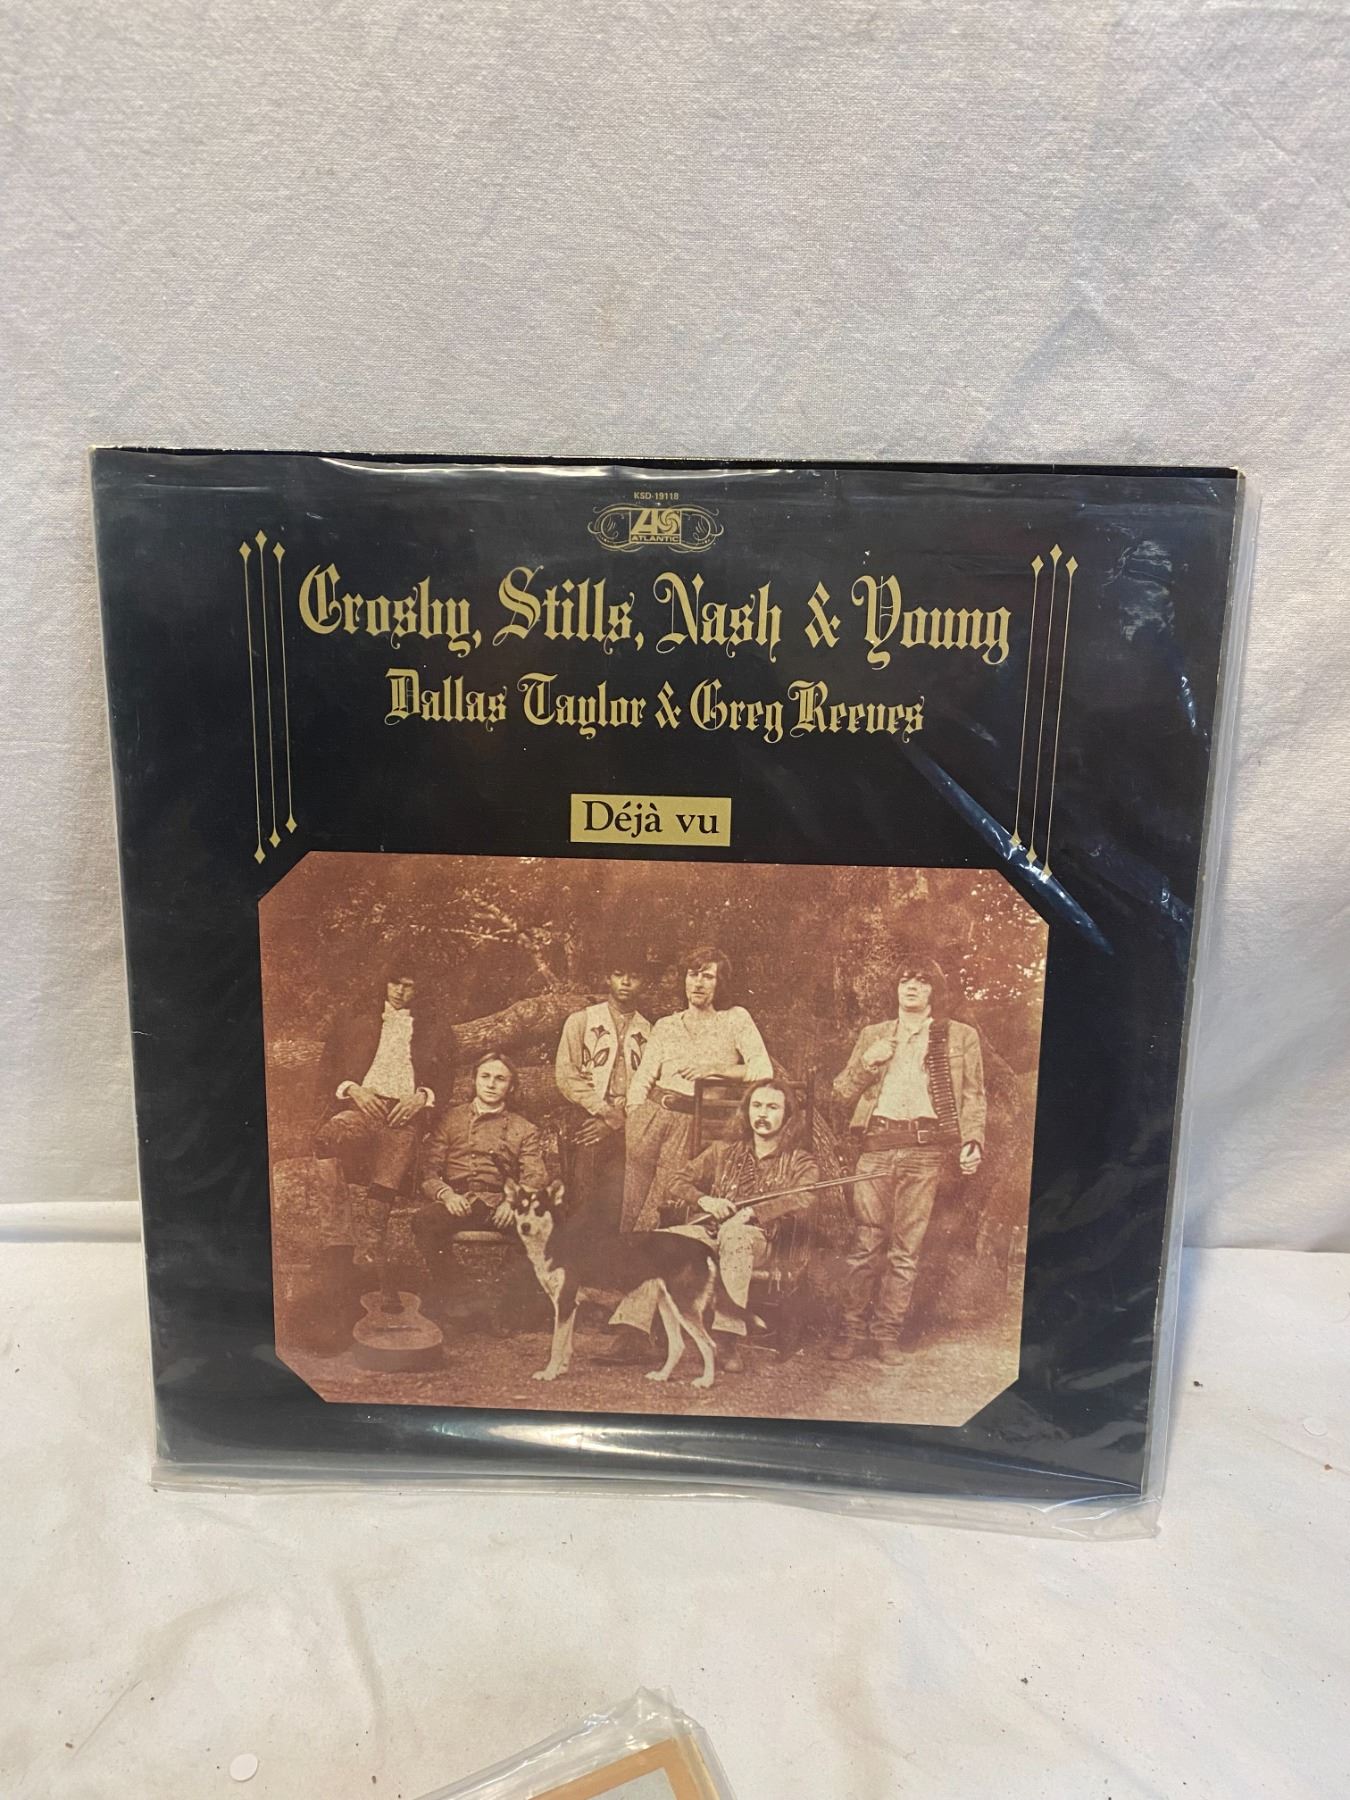 KSD-19118
ATLANTIC
Crosby, Stills, Nash & Young
Dallas Taylor & Greg Reeves
Déjà vu